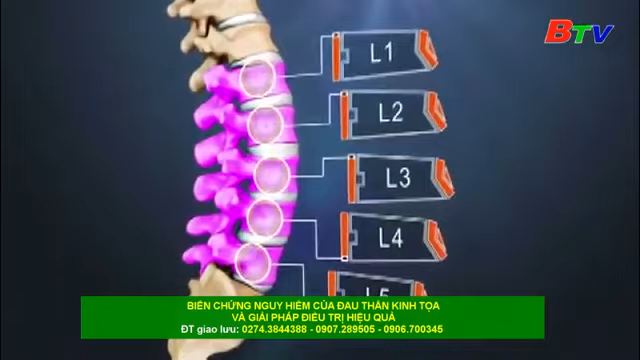 BTV
L1
L2
L3
L4
L5
BIẾN CHỨNG NGUY HIỂM CỦA ĐAU THẦN KINH TỌA
VÀ GIẢI PHÁP ĐIỀU TRỊ HIỆU QUẢ
ĐT giao lưu: 0274.3844388 - 0907.289505 - 0906.700345